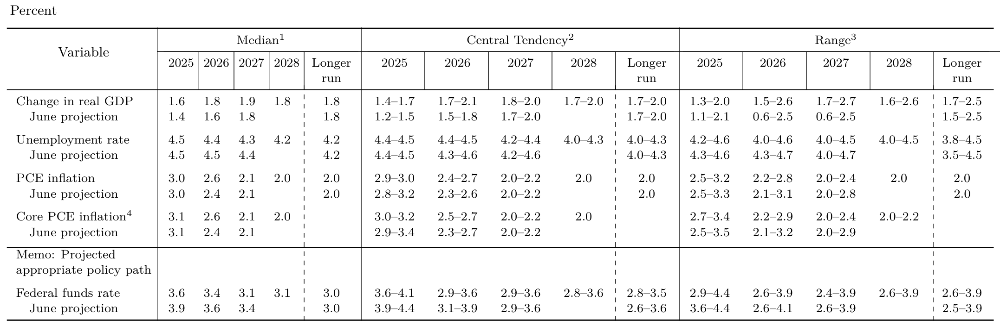 Percent
Variable Median1 Central Tendency2 Range3
2025 2026 2027 2028 Longer run 2025 2026 2027 2028 Longer run 2025 2026 2027 2028 Longer run
Change in real GDP 1.6 1.8 1.9 1.8 1.8 1.4–1.7 1.7–2.1 1.8–2.0 1.7–2.0 1.7–2.0 1.3–2.0 1.5–2.6 1.7–2.7 1.6–2.6 1.7–2.5
June projection 1.4 1.6 1.8 1.8 1.2–1.5 1.5–1.8 1.7–2.0 1.7–2.0 1.1–2.1 0.6–2.5 0.6–2.5 1.5–2.5
Unemployment rate 4.5 4.4 4.3 4.2 4.2 4.4–4.5 4.4–4.5 4.2–4.4 4.0–4.3 4.0–4.3 4.2–4.6 4.0–4.6 4.0–4.5 4.0–4.5 3.8–4.5
June projection 4.5 4.5 4.4 4.2 4.4–4.5 4.3–4.6 4.2–4.6 4.0–4.3 4.3–4.6 4.3–4.7 4.0–4.7 3.5–4.5
PCE inflation 3.0 2.6 2.1 2.0 2.0 2.9–3.0 2.4–2.7 2.0–2.2 2.0 2.0 2.5–3.2 2.2–2.8 2.0–2.4 2.0 2.0
June projection 3.0 2.4 2.1 2.0 2.8–3.2 2.3–2.6 2.0–2.2 2.0 2.5–3.3 2.1–3.1 2.0–2.8 2.0
Core PCE inflation4 3.1 2.6 2.1 2.0 3.0–3.2 2.5–2.7 2.0–2.2 2.0 2.7–3.4 2.2–2.9 2.0–2.4 2.0–2.2
June projection 3.1 2.4 2.1 2.9–3.4 2.3–2.7 2.0–2.2 2.5–3.5 2.1–3.2 2.0–2.9
Memo: Projected
appropriate policy path
Federal funds rate 3.6 3.4 3.1 3.1 3.0 3.6–4.1 2.9–3.6 2.9–3.6 2.8–3.6 2.8–3.5 2.9–4.4 2.6–3.9 2.4–3.9 2.6–3.9 2.6–3.9
June projection 3.9 3.6 3.4 3.0 3.9–4.4 3.1–3.9 2.9–3.6 2.6–3.6 3.6–4.4 2.6–4.1 2.6–3.9 2.5–3.9